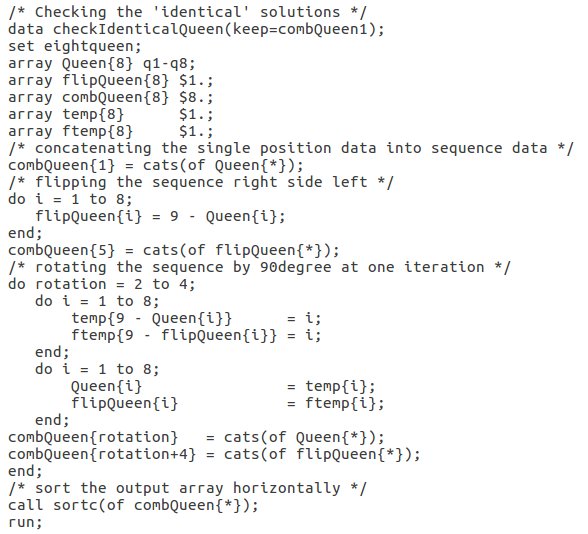 /* Checking the 'identical' solutions */
data checkIdenticalQueen(keep=combQueen1);
set eightqueen;
array Queen{8} q1-q8;
array flipQueen{8} $1.;
array combQueen{8} $8.;
array temp{8}      $1.;
array ftemp{8}     $1.;
/* concatenating the single position data into sequence data */
combQueen{1} = cats(of Queen{*});
/* flipping the sequence right side left */
do i = 1 to 8;
   flipQueen{i} = 9 - Queen{i};
end;
combQueen{5} = cats(of flipQueen{*});
/* rotating the sequence by 90degree at one iteration */
do rotation = 2 to 4;
   do i = 1 to 8;
       temp{9 - Queen{i}}      = i;
       ftemp{9 - flipQueen{i}} = i;
   end;
   do i = 1 to 8;
       Queen{i}                = temp{i};
       flipQueen{i}            = ftemp{i};
   end;
combQueen{rotation}   = cats(of Queen{*});
combQueen{rotation+4} = cats(of flipQueen{*});
end;
/* sort the output array horizontally */
call sortc(of combQueen{*});
run;